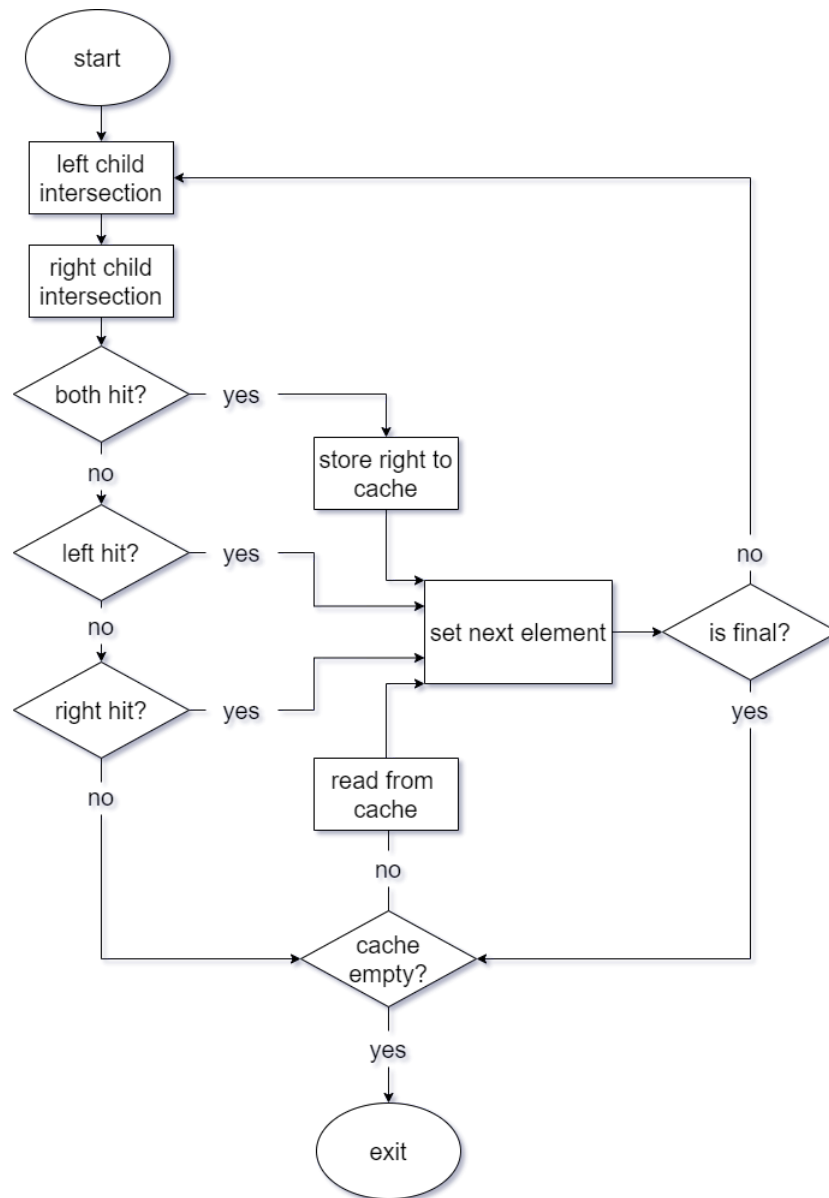 start
left child
intersection
right child
intersection
both hit?
yes
no
store right to
cache
left hit?
yes
no
set next element
is final?
no
yes
right hit?
yes
no
read from
cache
no
cache
empty?
yes
exit